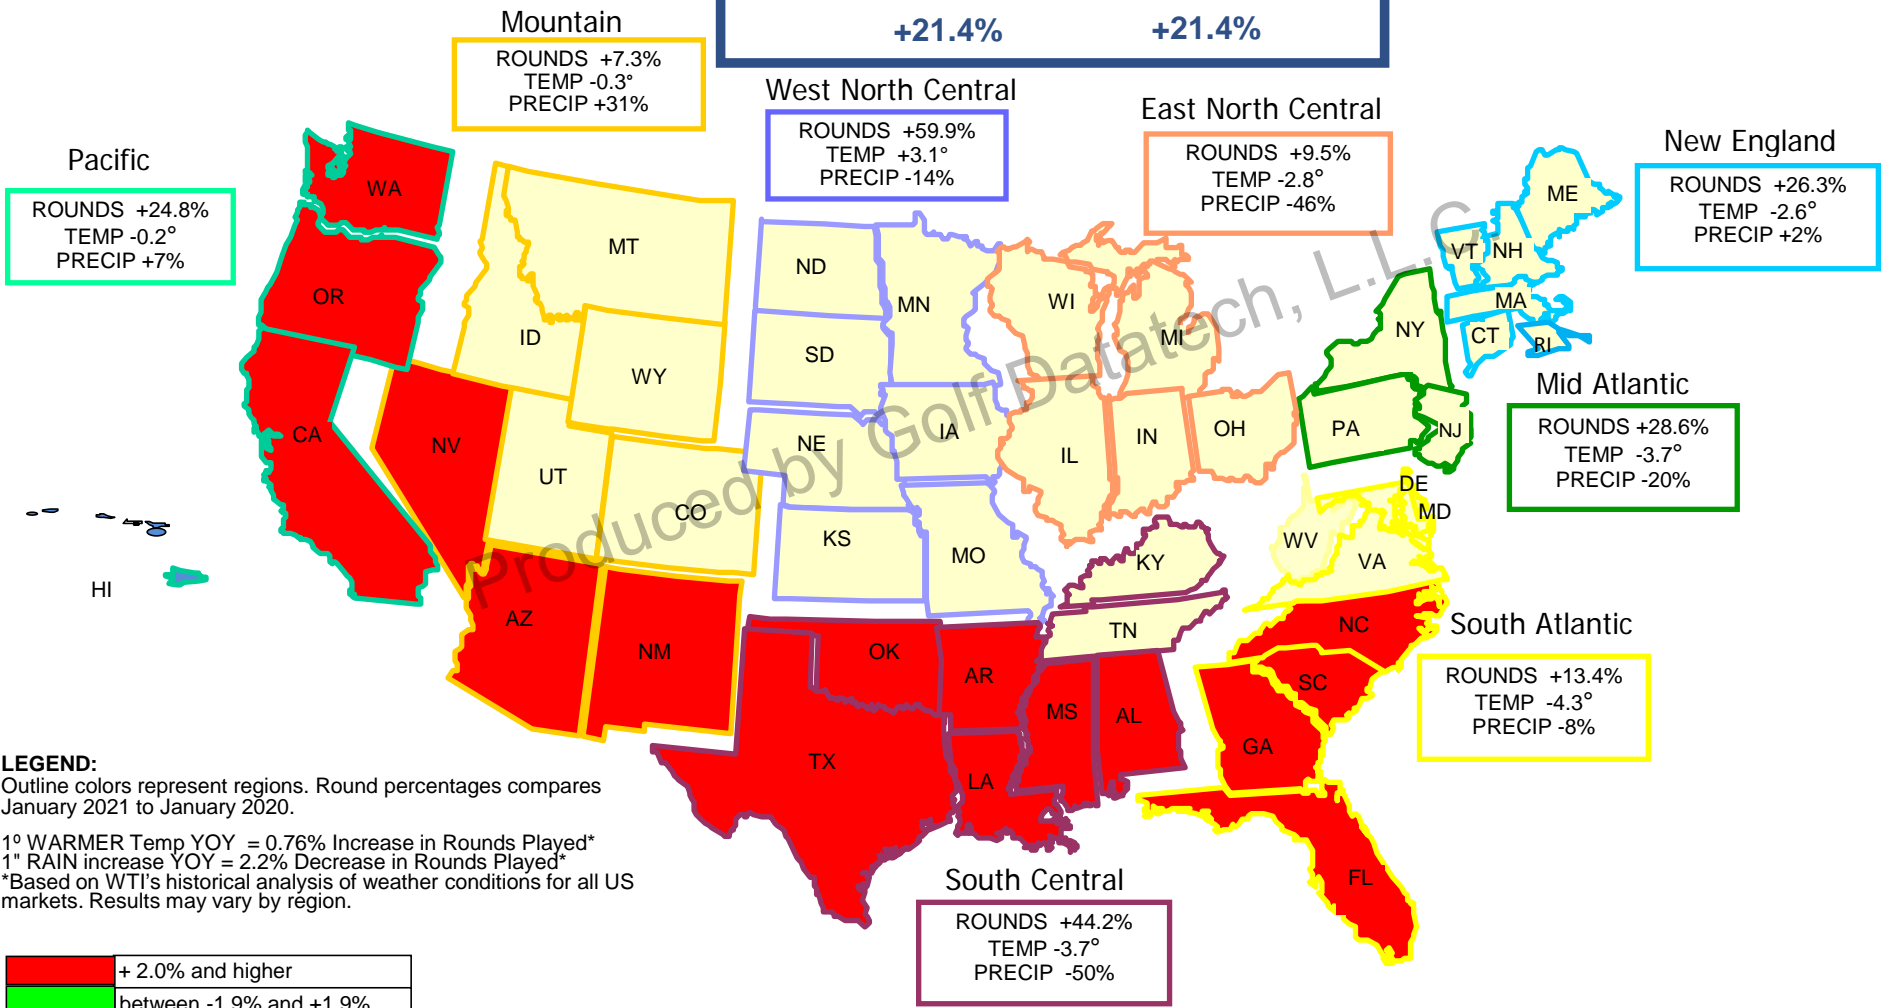 +21.4% +21.4%
Mountain
ROUNDS +7.3%
TEMP -0.3°
PRECIP +31%
West North Central
ROUNDS +59.9%
TEMP +3.1°
PRECIP -14%
East North Central
ROUNDS +9.5%
TEMP -2.8°
PRECIP -46%
New England
ROUNDS +26.3%
TEMP -2.6°
PRECIP +2%
Pacific
ROUNDS +24.8%
TEMP -0.2°
PRECIP +7%
Mid Atlantic
ROUNDS +28.6%
TEMP -3.7°
PRECIP -20%
South Atlantic
ROUNDS +13.4%
TEMP -4.3°
PRECIP -8%
South Central
ROUNDS +44.2%
TEMP -3.7°
PRECIP -50%
WA
OR
CA
HI
MT
ID
WY
NV
UT
CO
AZ
NM
ND
SD
NE
KS
MN
IA
MO
WI
MI
IL
IN
OH
ME
VT
NH
MA
CT
RI
NY
PA
NJ
DE
MD
WV
VA
NC
SC
GA
FL
KY
TN
OK
AR
TX
LA
MS
AL
Produced by Golf Datatech, L.L.C.
LEGEND:
Outline colors represent regions. Round percentages compares
January 2021 to January 2020.
1º WARMER Temp YOY = 0.76% Increase in Rounds Played*
1" RAIN increase YOY = 2.2% Decrease in Rounds Played*
*Based on WTI's historical analysis of weather conditions for all US
markets. Results may vary by region.
+ 2.0% and higher
between -1.9% and +1.9%